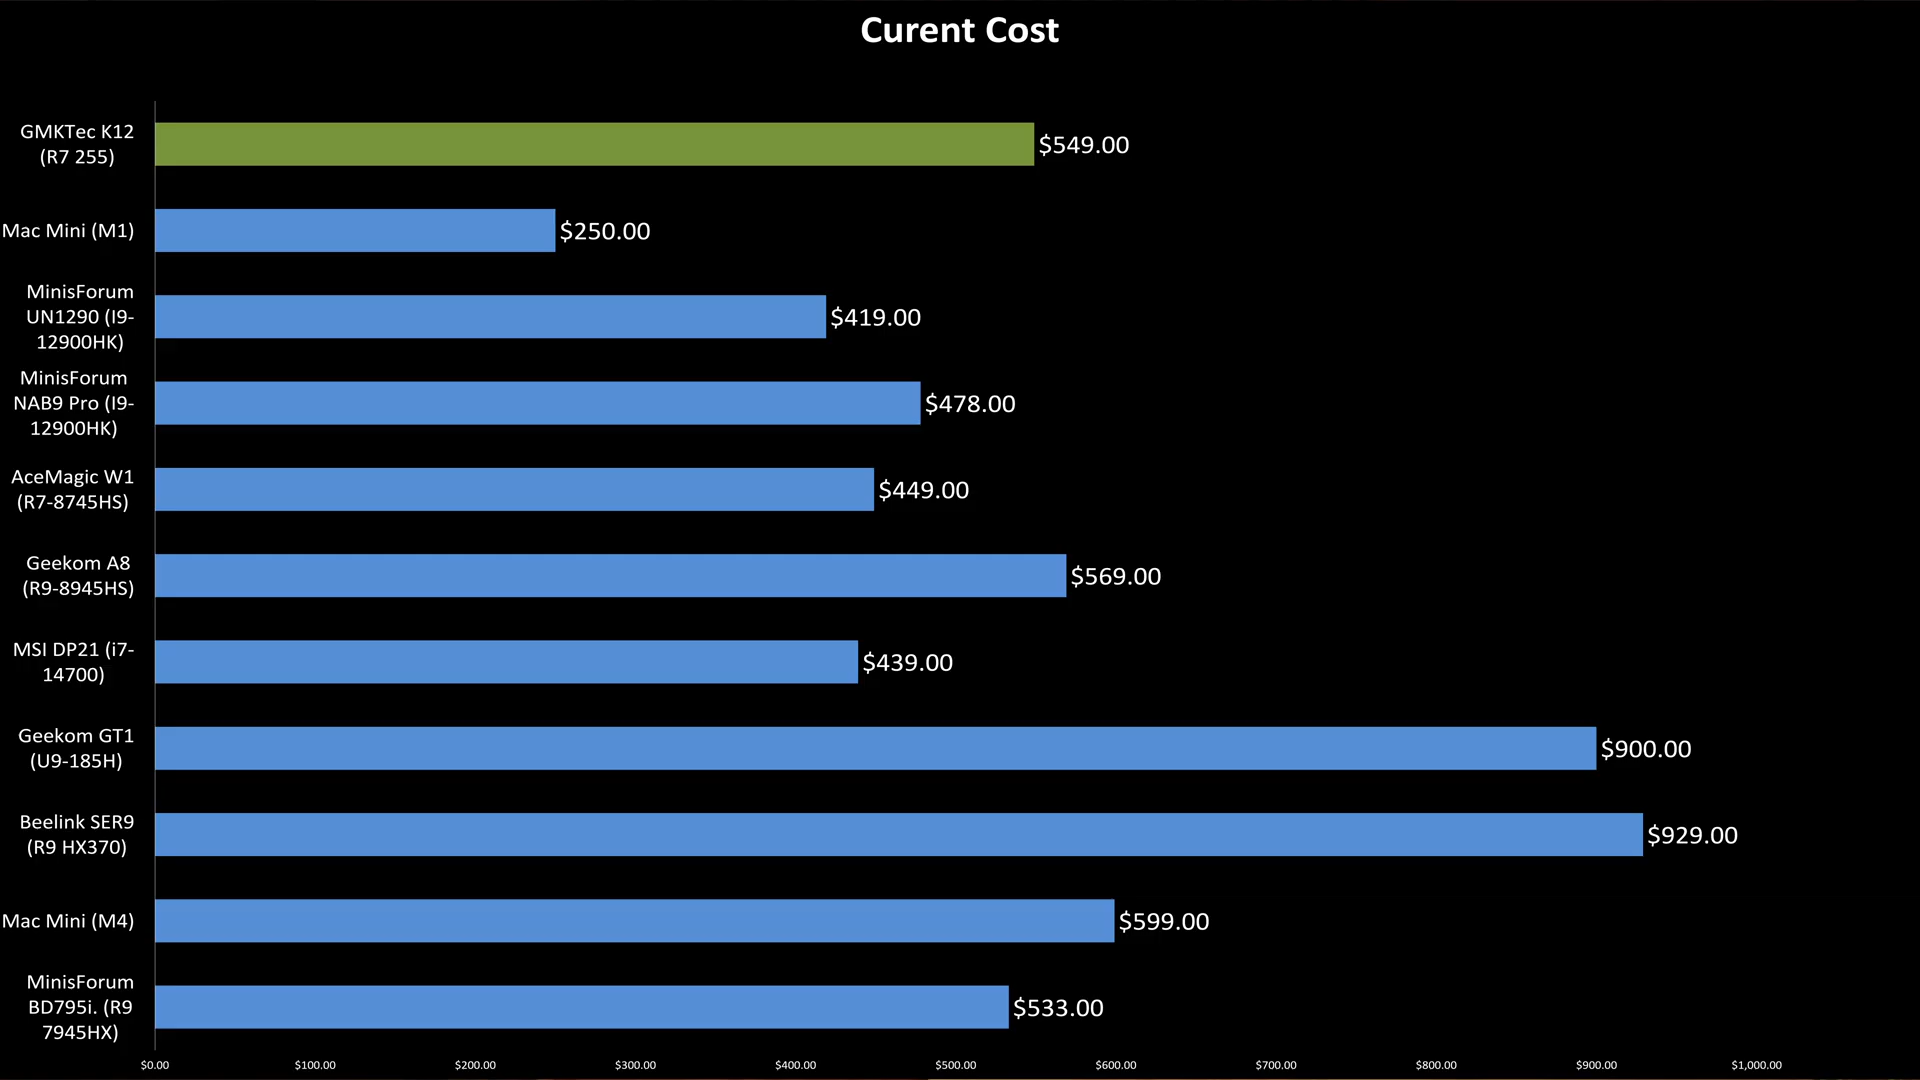 Curent Cost
GMKTec K12
(R7 255)
$549.00
Mac Mini (M1)
$250.00
MinisForum
UN1290 (I9-
12900HK)
$419.00
MinisForum
NAB9 Pro (I9-
12900HK)
$478.00
AceMagic W1
(R7-8745HS)
$449.00
Geekom A8
(R9-8945HS)
$569.00
MSI DP21 (i7-
14700)
$439.00
Geekom GT1
(U9-185H)
$900.00
Beelink SER9
(R9 HX370)
$929.00
Mac Mini (M4)
$599.00
MinisForum
BD795i. (R9
7945HX)
$533.00
$0.00 $100.00 $200.00 $300.00 $400.00 $500.00 $600.00 $700.00 $800.00 $900.00 $1,000.00